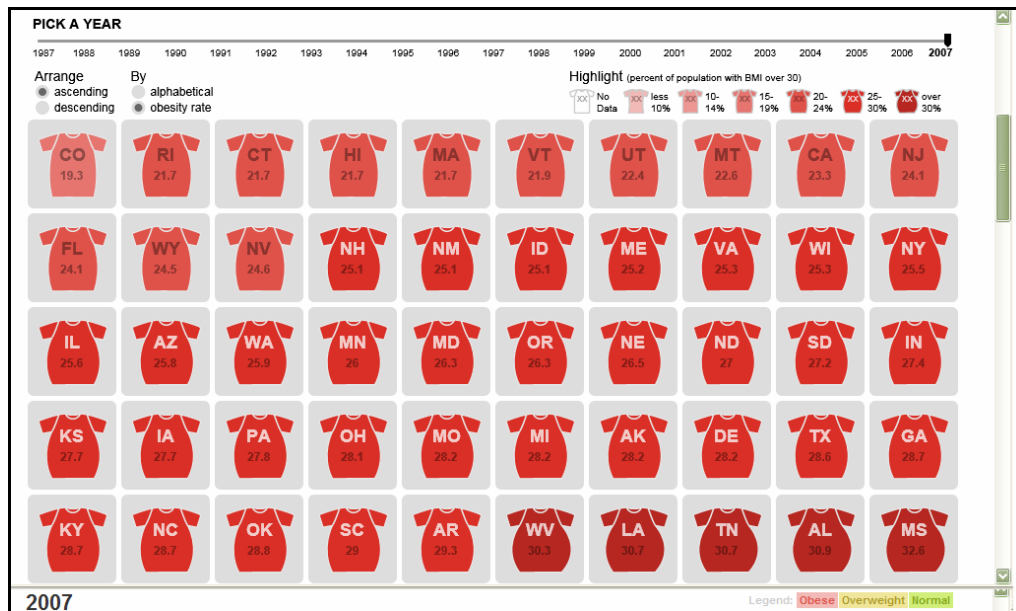 PICK A YEAR
1987 1988 1989 1990 1991 1992 1993 1994 1995 1996 1997 1998 1999 2000 2001 2002 2003 2004 2005 2006 2007
Arrange By Highlight (percent of population with BMI over 30)
ascending alphabetical XX No Data XX less 10% XX 10-14% XX 15-19% XX 20-24% XX 25-30% XX over 30%
descending obesity rate
CO RI CT HI MA VT UT MT CA NJ
19.3 21.7 21.7 21.7 21.7 21.9 22.4 22.6 23.3 24.1
FL WY NV NH NM ID ME VA WI NY
24.1 24.5 24.6 25.1 25.1 25.1 25.2 25.3 25.3 25.5
IL AZ WA MN MD OR NE ND SD IN
25.6 25.8 25.9 26 26.3 26.3 26.5 27 27.2 27.4
KS IA PA OH MO MI AK DE TX GA
27.7 27.7 27.8 28.1 28.2 28.2 28.2 28.2 28.6 28.7
KY NC OK SC AR WV LA TN AL MS
28.7 28.7 28.8 29 29.3 30.3 30.7 30.7 30.9 32.6
2007 Legend: Obese Overweight Normal